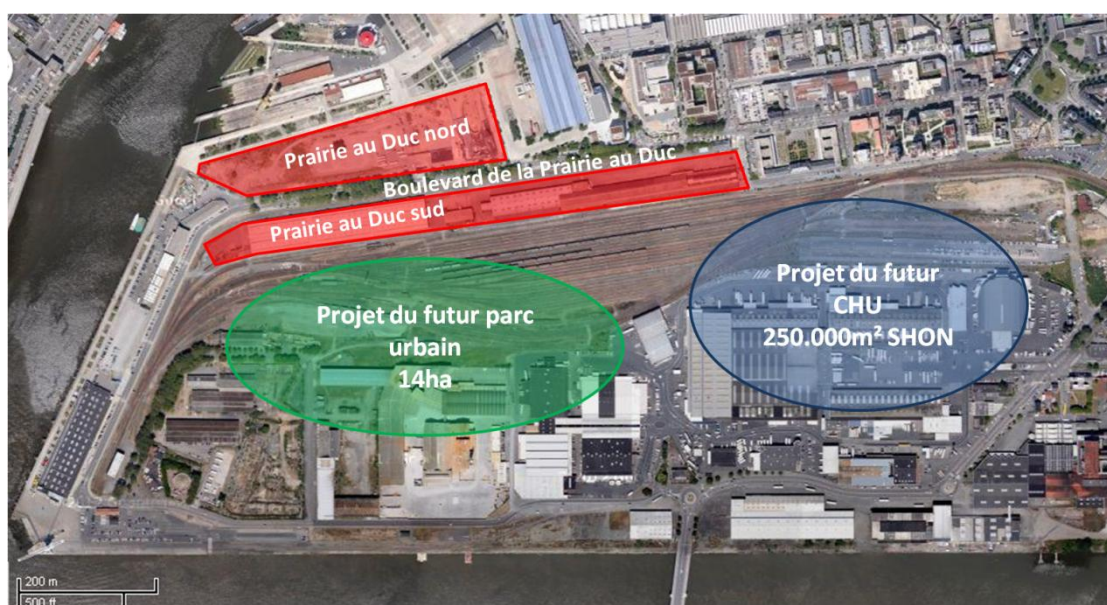 Prairie au Duc nord
Boulevard de la Prairie au Duc
Prairie au Duc sud
Projet du futur parc
urbain
14ha
Projet du futur
CHU
250.000m² SHON
200 m
500 ft